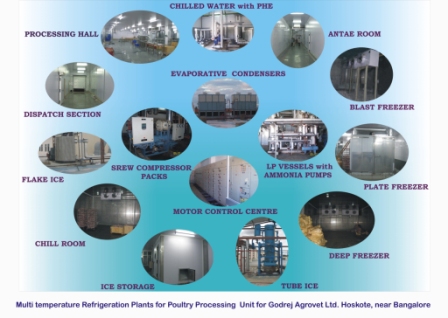 CHILLED WATER with PHE
PROCESSING HALL
ANTAE ROOM
EVAPORATIVE CONDENSERS
BLAST FREEZER
DISPATCH SECTION
SREW COMPRESSOR
PACKS
LP VESSELS with
AMMONIA PUMPS
FLAKE ICE
PLATE FREEZER
MOTOR CONTROL CENTRE
CHILL ROOM
DEEP FREEZER
ICE STORAGE
TUBE ICE
Multi temperature Refrigeration Plants for Poultry Processing Unit for Godrej Agrovet Ltd. Hoskote, near Bangalore